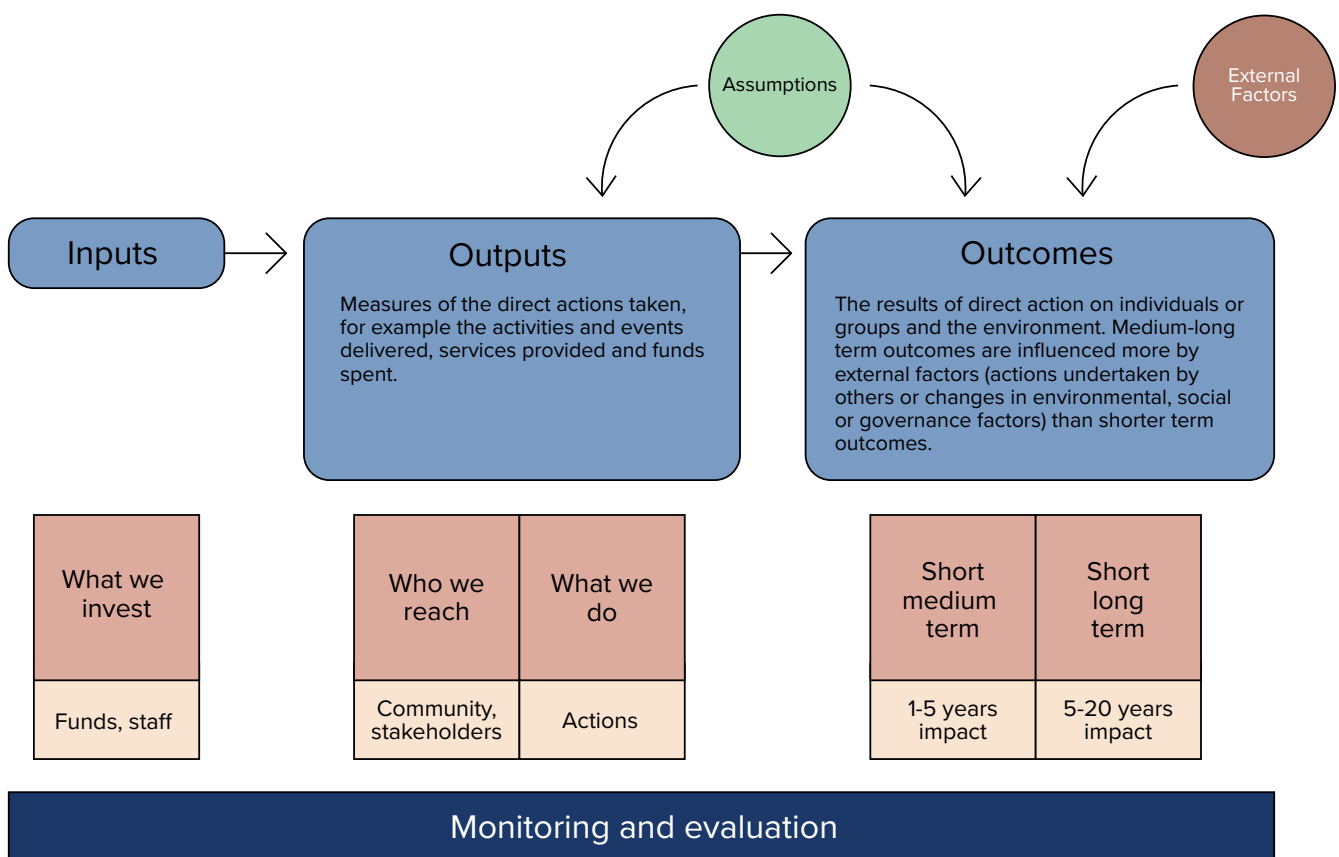 Assumptions
External
Factors
Inputs
Outputs
Measures of the direct actions taken,
for example the activities and events
delivered, services provided and funds
spent.
Outcomes
The results of direct action on individuals or
groups and the environment. Medium-long
term outcomes are influenced more by
external factors (actions undertaken by
others or changes in environmental, social
or governance factors) than shorter term
outcomes.
What we
invest
Funds, staff
Who we
reach
Community,
stakeholders
What we
do
Actions
Short
medium
term
1-5 years
impact
Short
long
term
5-20 years
impact
Monitoring and evaluation